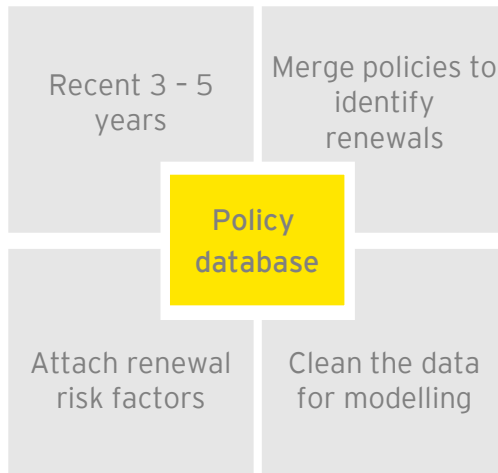 Recent 3 – 5
years
Merge policies to
identify
renewals
Policy
database
Attach renewal
risk factors
Clean the data
for modelling